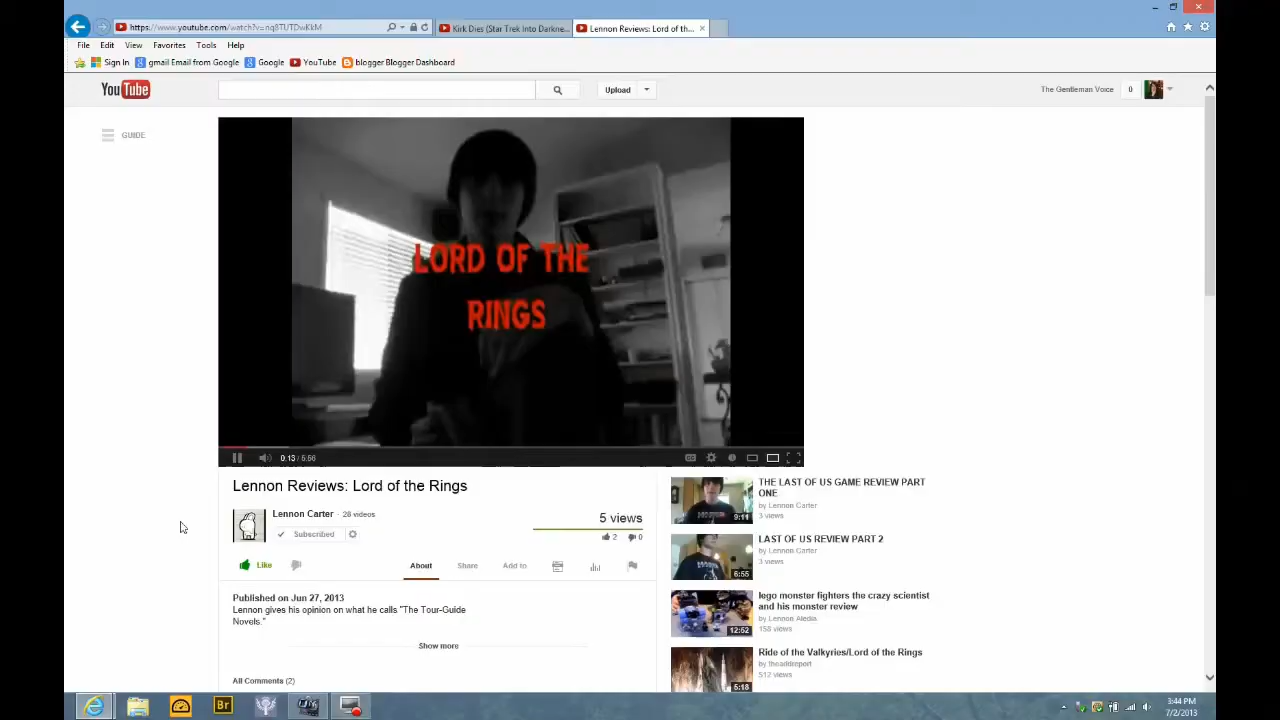 https://www.youtube.com/watch?v=nq8TUTDwKkM
Kirk Dies (Star Trek Into Darkne...
Lennon Reviews: Lord of th...
File Edit View Favorites Tools Help
Sign In gmail Email from Google Google YouTube blogger Blogger Dashboard
YouTube
Upload
The Gentleman Voice 0
GUIDE
LORD OF THE
RINGS
0:13 / 5:56
Lennon Reviews: Lord of the Rings
Lennon Carter · 28 videos
Subscribed
5 views
2 0
Like
About Share Add to
Published on Jun 27, 2013
Lennon gives his opinion on what he calls "The Tour-Guide
Novels."
Show more
All Comments (2)
THE LAST OF US GAME REVIEW PART
ONE
by Lennon Carter
3 views
9:11
LAST OF US REVIEW PART 2
by Lennon Carter
3 views
6:55
lego monster fighters the crazy scientist
and his monster review
by Lennon Aledia
158 views
12:52
Ride of the Valkyries/Lord of the Rings
512 views
5:18
Br
3:44 PM
7/2/2013